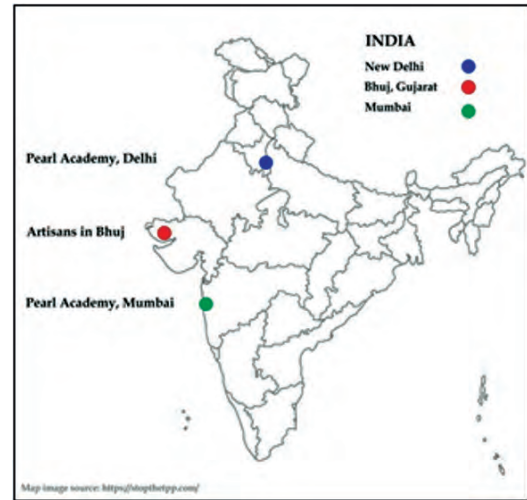 INDIA
New Delhi
Bhuj, Gujarat
Mumbai
Pearl Academy, Delhi
Artisans in Bhuj
Pearl Academy, Mumbai
Map image source: https://stopthetpp.com/